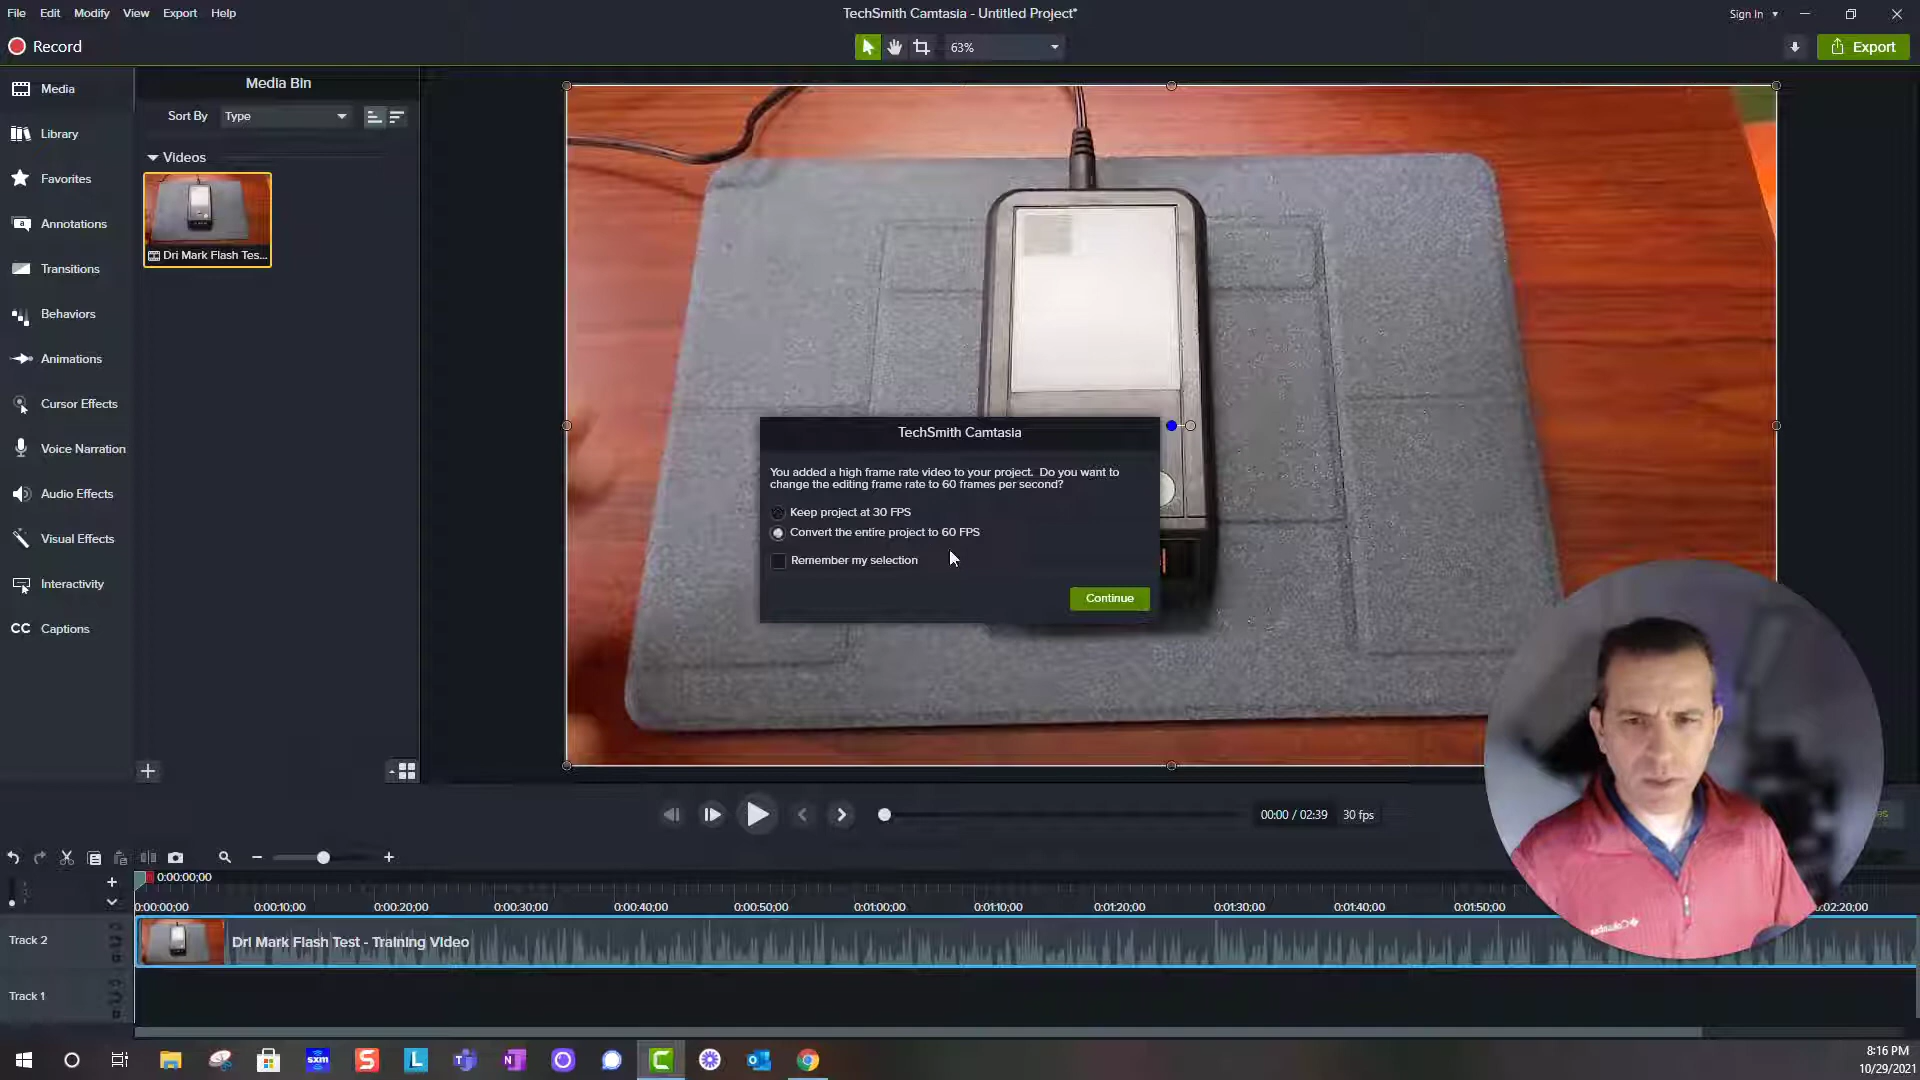 File Edit Modify View Export Help
TechSmith Camtasia - Untitled Project*
Sign In
Record
63%
Export
Media
Library
Favorites
Annotations
Transitions
Behaviors
Animations
Cursor Effects
Voice Narration
Audio Effects
Visual Effects
Interactivity
CC Captions
Media Bin
Sort By Type
Videos
Dri Mark Flash Tes...
TechSmith Camtasia
You added a high frame rate video to your project. Do you want to
change the editing frame rate to 60 frames per second?
Keep project at 30 FPS
Convert the entire project to 60 FPS
Remember my selection
Continue
00:00 / 02:39 30 fps
0:00:00;00
0:00:00;00 0:00:10;00 0:00:20;00 0:00:30;00 0:00:40;00 0:00:50;00 0:01:00;00 0:01:10;00 0:01:20;00 0:01:30;00 0:01:40;00 0:01:50;00 :02:20;00
Track 2
Dri Mark Flash Test - Training Video
Track 1
sxm
S
L
C
8:16 PM
10/29/2021